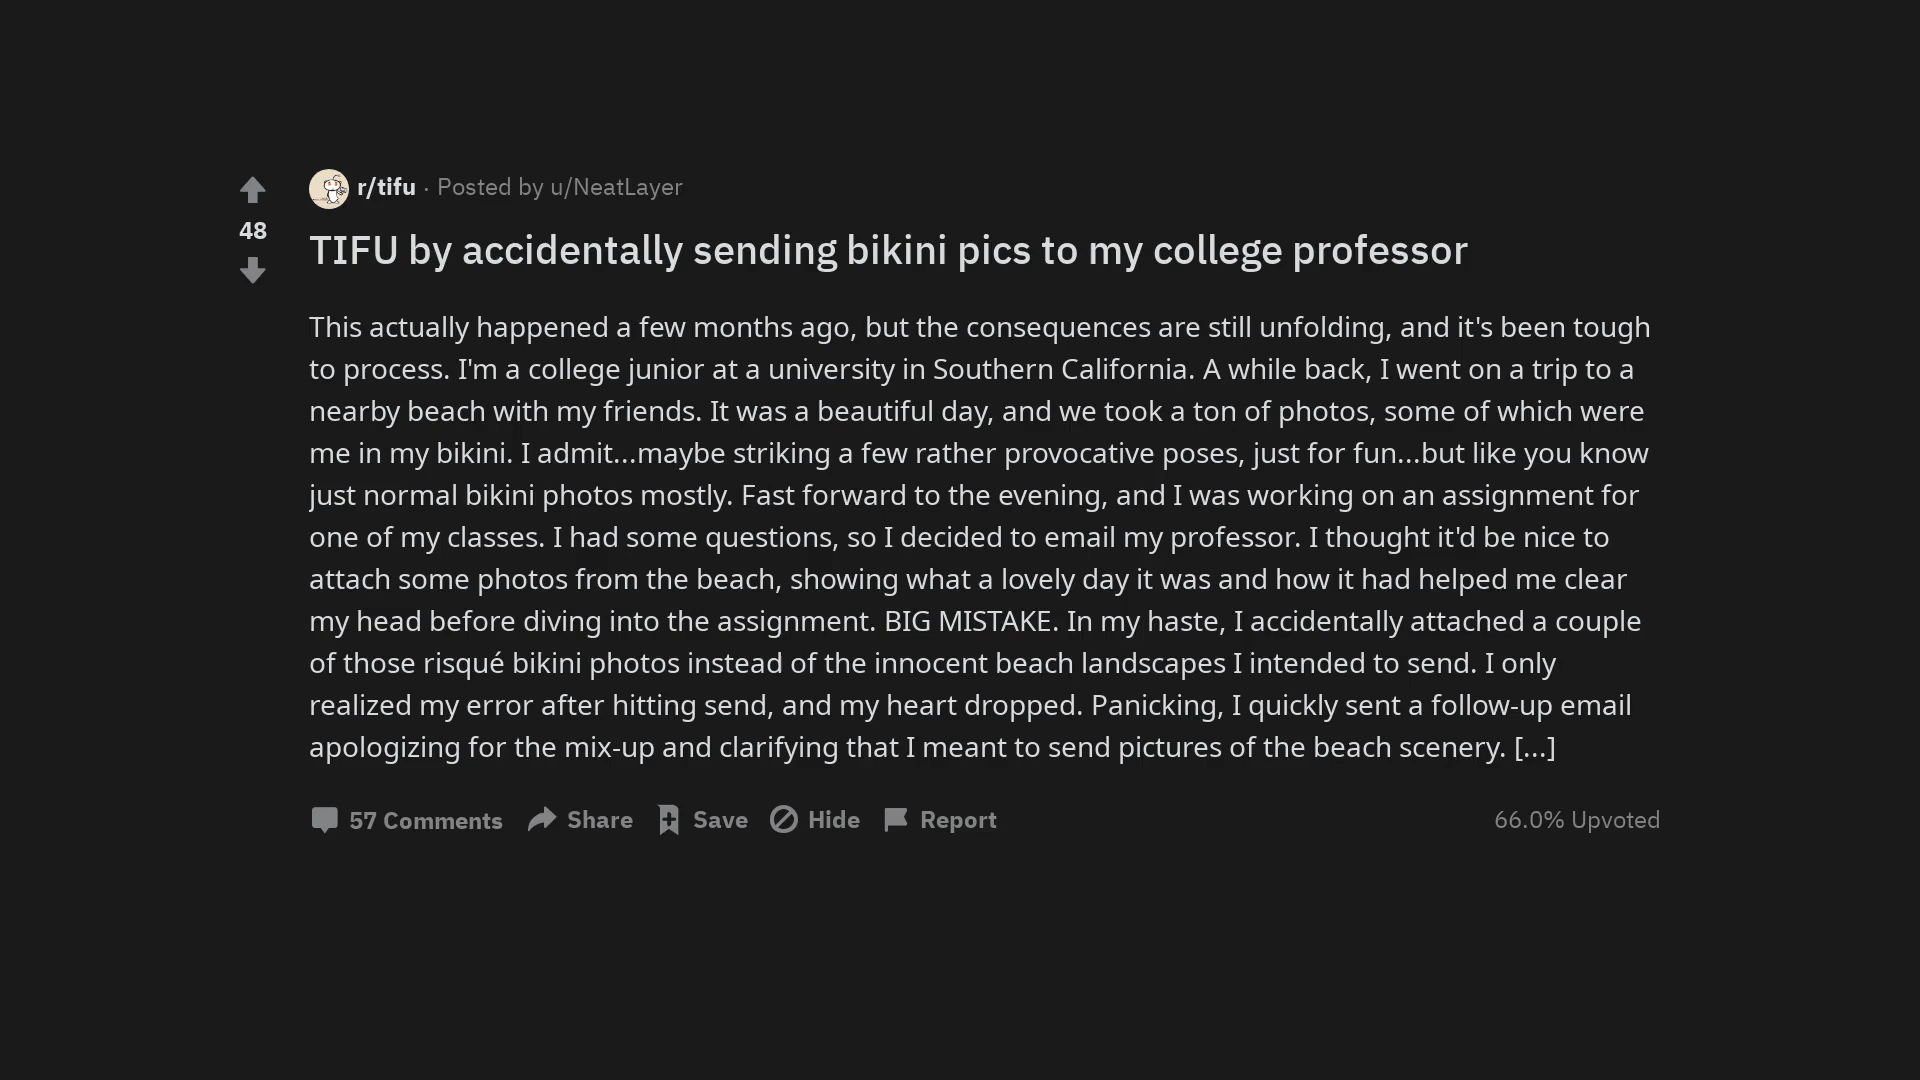 r/tifu · Posted by u/NeatLayer
48
TIFU by accidentally sending bikini pics to my college professor
This actually happened a few months ago, but the consequences are still unfolding, and it's been tough
to process. I'm a college junior at a university in Southern California. A while back, I went on a trip to a
nearby beach with my friends. It was a beautiful day, and we took a ton of photos, some of which were
me in my bikini. I admit...maybe striking a few rather provocative poses, just for fun...but like you know
just normal bikini photos mostly. Fast forward to the evening, and I was working on an assignment for
one of my classes. I had some questions, so I decided to email my professor. I thought it'd be nice to
attach some photos from the beach, showing what a lovely day it was and how it had helped me clear
my head before diving into the assignment. BIG MISTAKE. In my haste, I accidentally attached a couple
of those risqué bikini photos instead of the innocent beach landscapes I intended to send. I only
realized my error after hitting send, and my heart dropped. Panicking, I quickly sent a follow-up email
apologizing for the mix-up and clarifying that I meant to send pictures of the beach scenery. [...]
57 Comments Share Save Hide Report 66.0% Upvoted